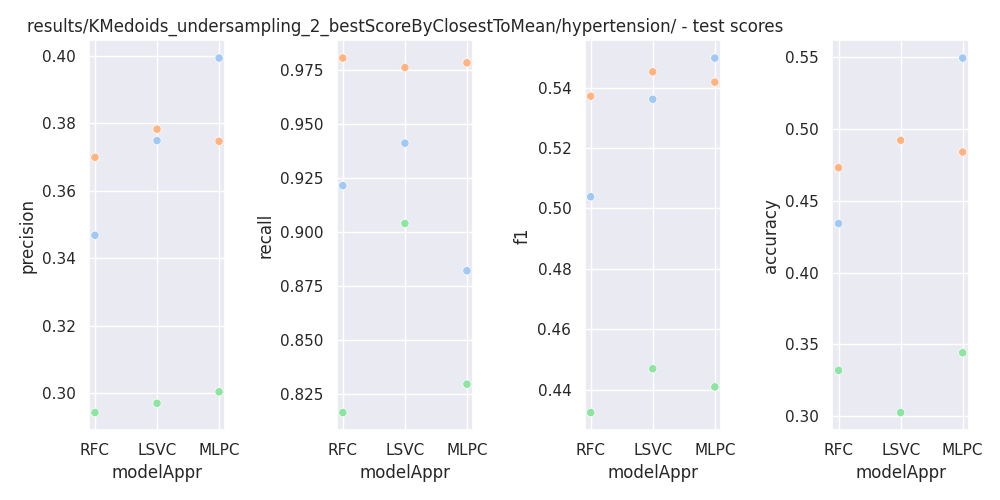 results/KMedoids_undersampling_2_bestScoreByClosestToMean/hypertension/ - test scores
precision
0.40
0.38
0.36
0.34
0.32
0.30
RFC LSVC MLPC
modelAppr
recall
0.975
0.950
0.925
0.900
0.875
0.850
0.825
RFC LSVC MLPC
modelAppr
f1
0.54
0.52
0.50
0.48
0.46
0.44
RFC LSVC MLPC
modelAppr
accuracy
0.55
0.50
0.45
0.40
0.35
0.30
RFC LSVC MLPC
modelAppr